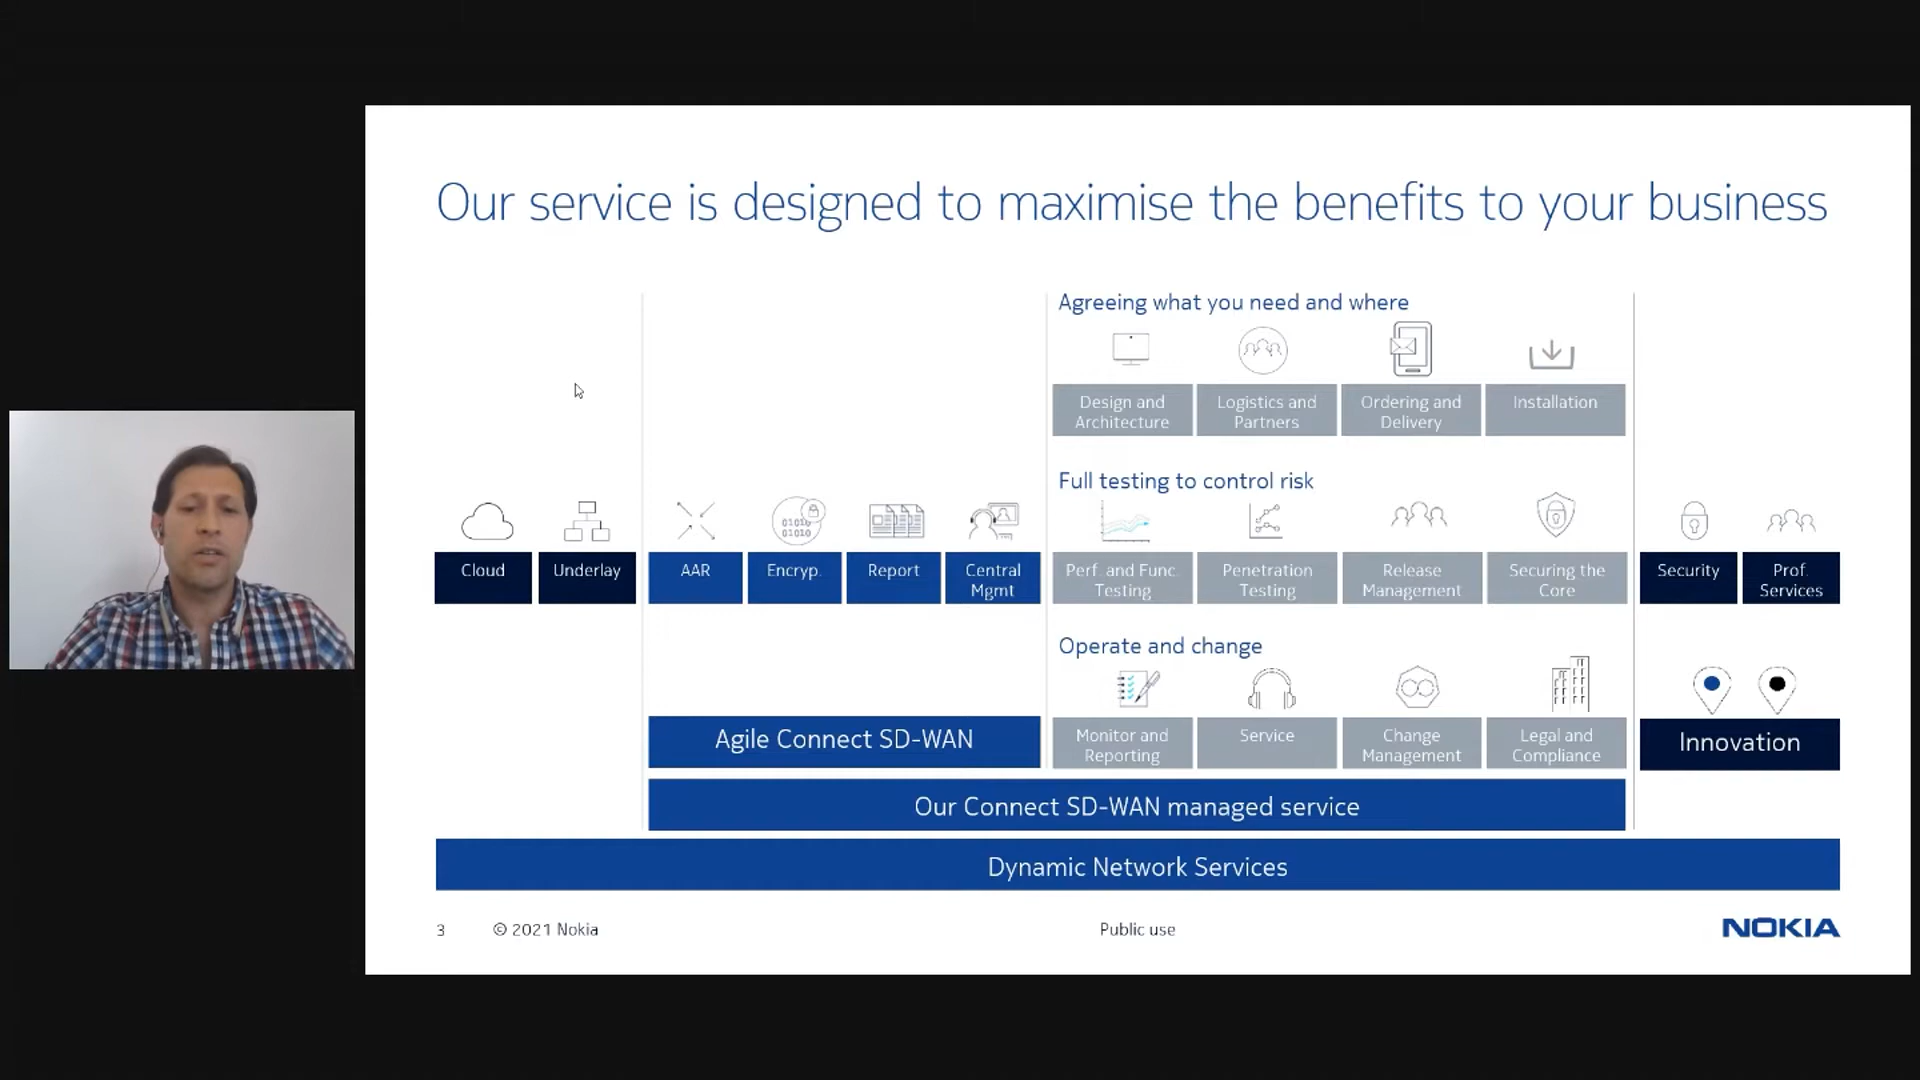 Our service is designed to maximise the benefits to your business
Agreeing what you need and where
Design and
Architecture
Logistics and
Partners
Ordering and
Delivery
Installation
Full testing to control risk
01010
01010
Cloud
Underlay
AAR
Encryp.
Report
Central
Mgmt
Perf. and Func.
Testing
Penetration
Testing
Release
Management
Securing the
Core
Security
Prof.
Services
Operate and change
Agile Connect SD-WAN
Monitor and
Reporting
Service
Change
Management
Legal and
Compliance
Innovation
Our Connect SD-WAN managed service
Dynamic Network Services
3
© 2021 Nokia
Public use
NOKIA